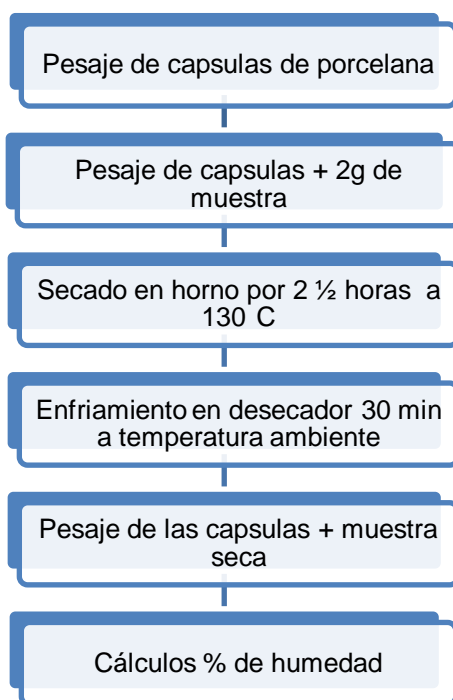 Pesaje de capsulas de porcelana
Pesaje de capsulas + 2g de
muestra
Secado en horno por 2 ½ horas a
130 C
Enfriamiento en desecador 30 min
a temperatura ambiente
Pesaje de las capsulas + muestra
seca
Cálculos % de humedad